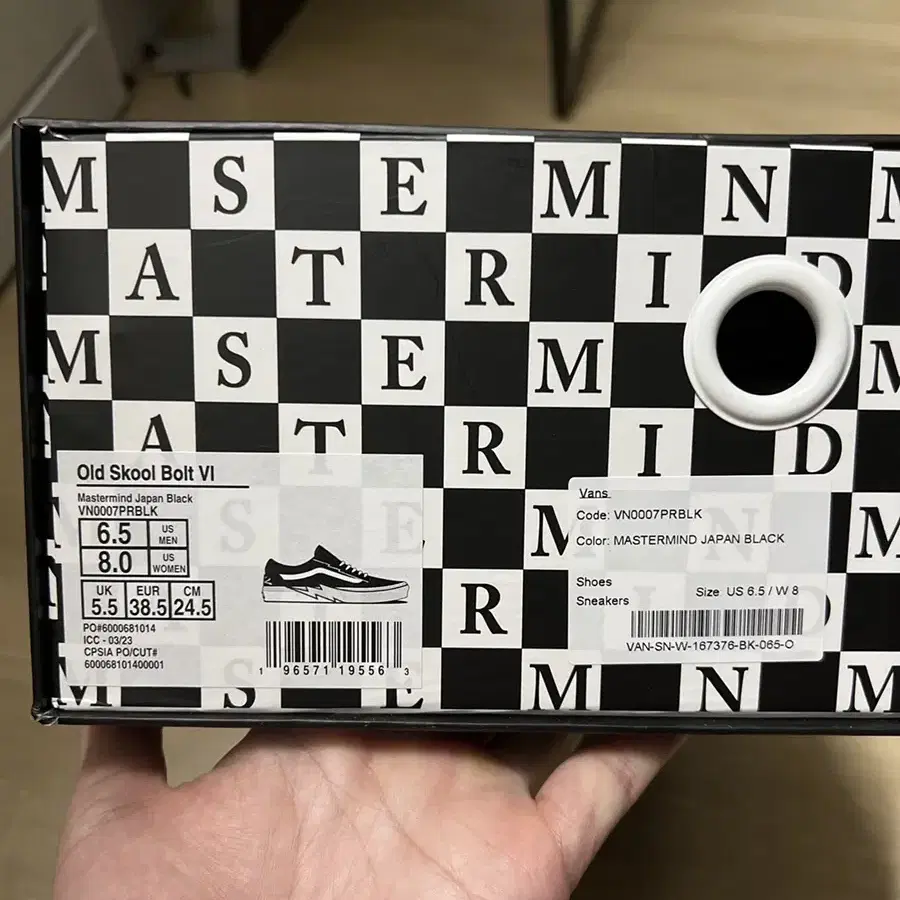 M S E M N M
A T R I D
M S E M M
A T R I D
Old Skool Bolt VI
Mastermind Japan Black
VN0007PRBLK
6.5 US MEN
8.0 US WOMEN
UK EUR CM
5.5 38.5 24.5
PO#6000681014
ICC - 03/23
CPSIA PO/CUT#
600068101400001
1 96571 19556 3
S E M N M
R
Vans
Code: VN0007PRBLK
Color: MASTERMIND JAPAN BLACK
Shoes
Sneakers
Size: US 6.5 / W 8
VAN-SN-W-167376-BK-065-O
M S E M N M